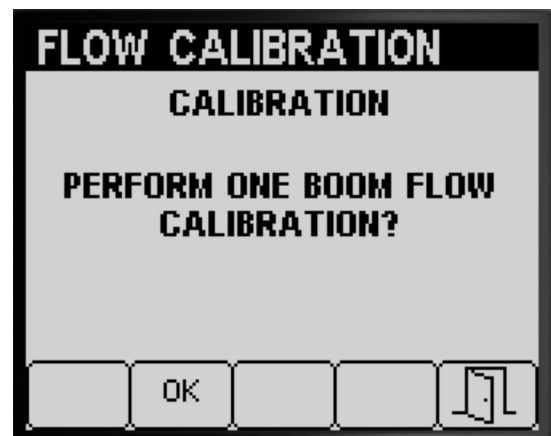 FLOW CALIBRATION
CALIBRATION
PERFORM ONE BOOM FLOW
CALIBRATION?
OK